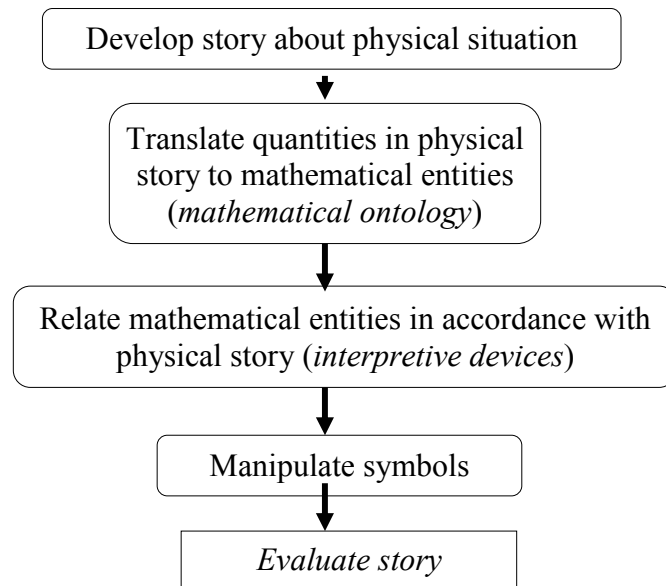 Develop story about physical situation
Translate quantities in physical
story to mathematical entities
(mathematical ontology)
Relate mathematical entities in accordance with
physical story (interpretive devices)
Manipulate symbols
Evaluate story